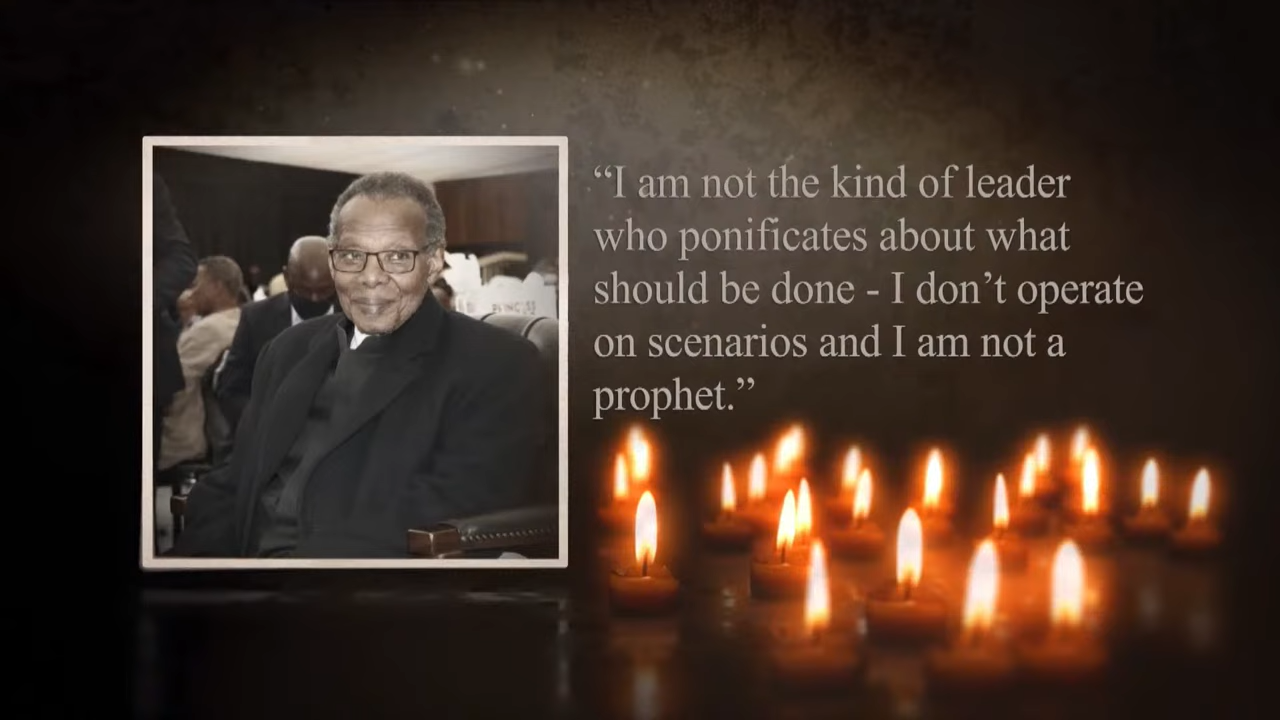 “I am not the kind of leader
who ponificates about what
should be done - I don’t operate
on scenarios and I am not a
prophet.”